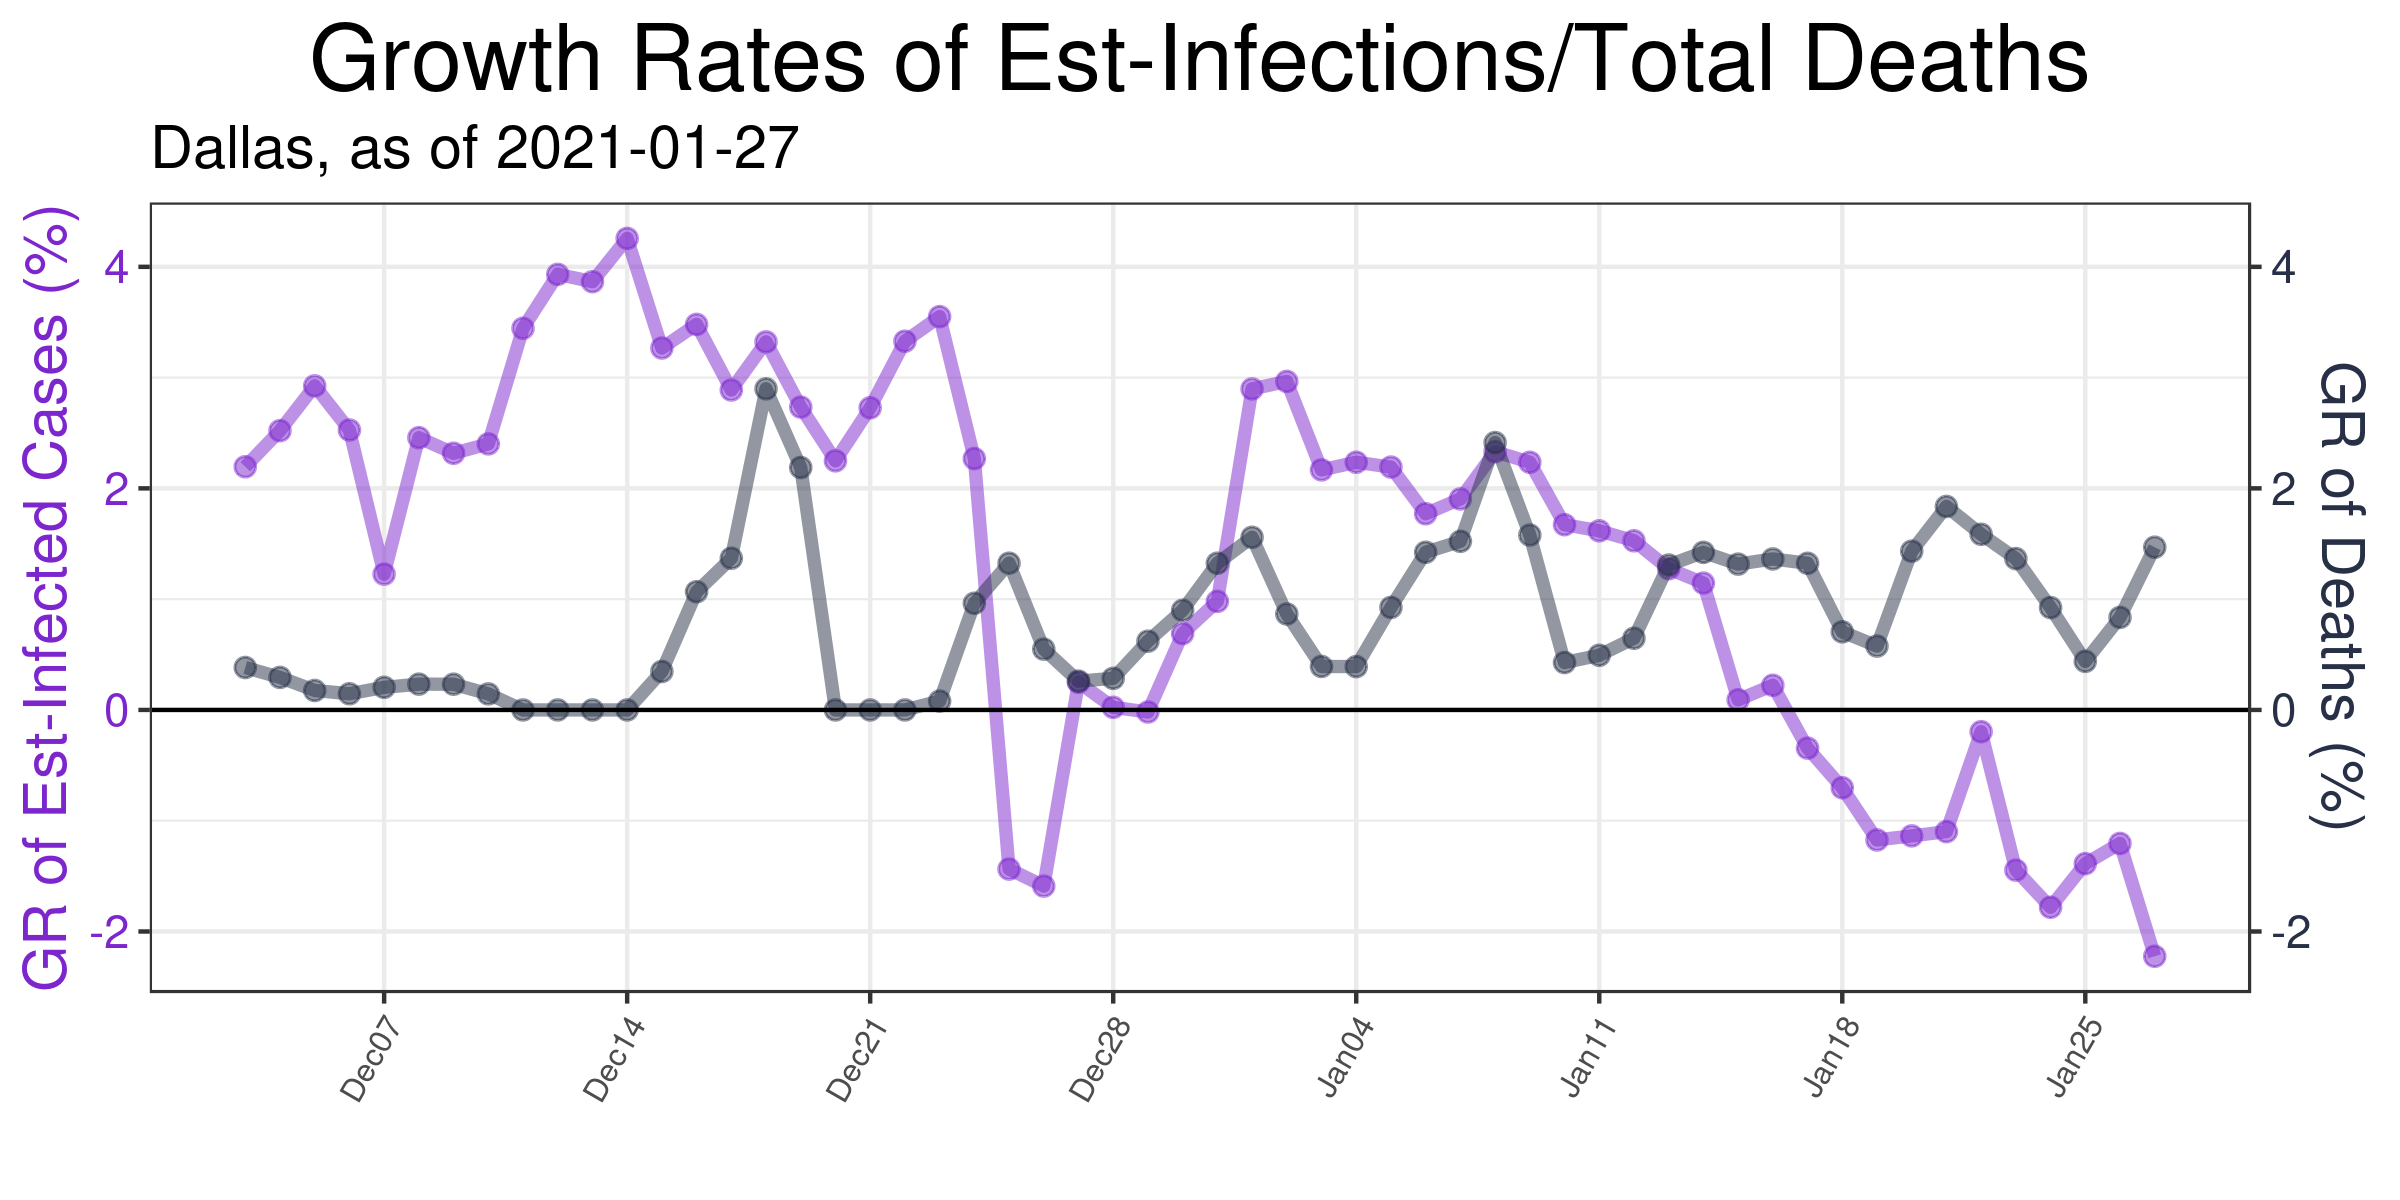 Growth Rates of Est-Infections/Total Deaths
Dallas, as of 2021-01-27
GR of Est-Infected Cases (%)
4
2
0
-2
4
2
0
-2
GR of Deaths (%)
Dec07
Dec14
Dec21
Dec28
Jan04
Jan11
Jan18
Jan25